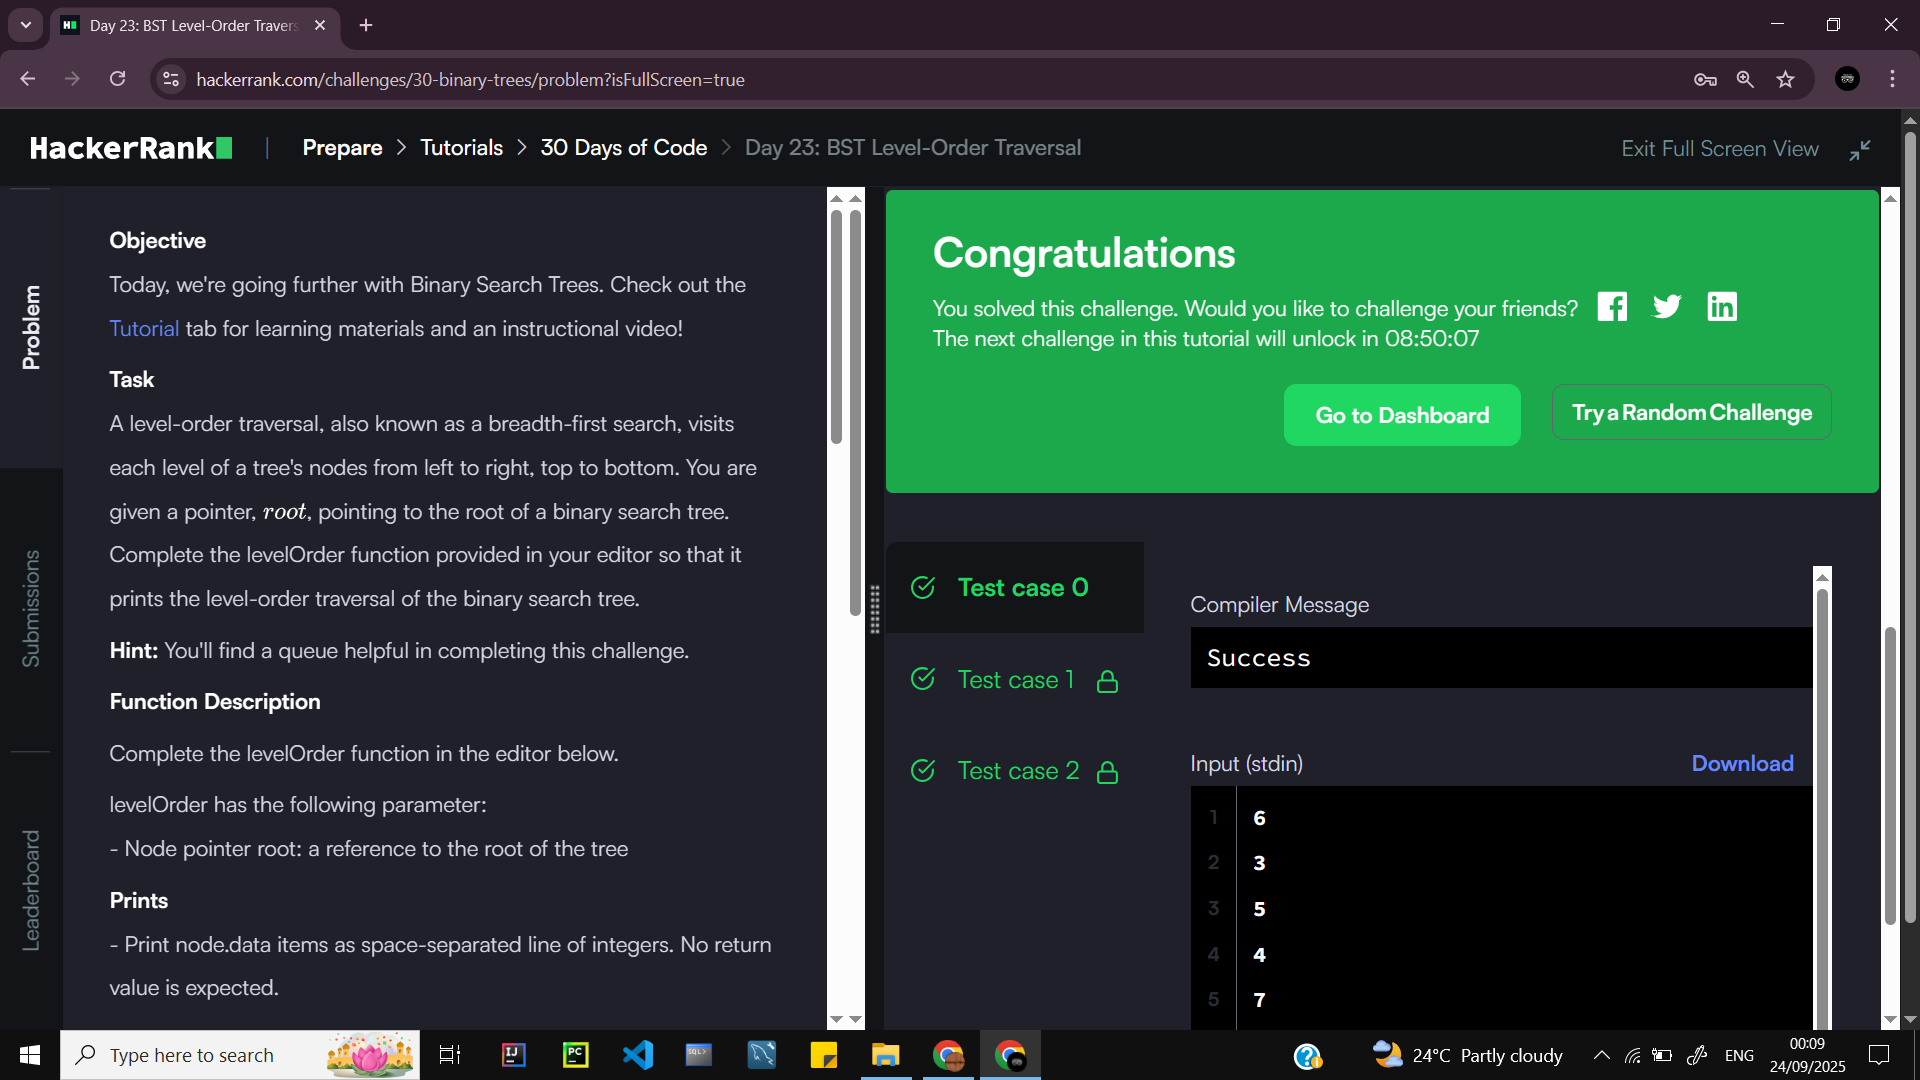 Day 23: BST Level-Order Travers
hackerrank.com/challenges/30-binary-trees/problem?isFullScreen=true
HackerRank
Prepare > Tutorials > 30 Days of Code > Day 23: BST Level-Order Traversal
Exit Full Screen View
Problem
Submissions
Leaderboard
Objective
Today, we're going further with Binary Search Trees. Check out the
Tutorial tab for learning materials and an instructional video!
Task
A level-order traversal, also known as a breadth-first search, visits
each level of a tree's nodes from left to right, top to bottom. You are
given a pointer, root, pointing to the root of a binary search tree.
Complete the levelOrder function provided in your editor so that it
prints the level-order traversal of the binary search tree.
Hint: You'll find a queue helpful in completing this challenge.
Function Description
Complete the levelOrder function in the editor below.
levelOrder has the following parameter:
- Node pointer root: a reference to the root of the tree
Prints
- Print node.data items as space-separated line of integers. No return
value is expected.
Congratulations
You solved this challenge. Would you like to challenge your friends?
The next challenge in this tutorial will unlock in 08:50:07
Go to Dashboard
Try a Random Challenge
Test case 0
Test case 1
Test case 2
Compiler Message
Success
Input (stdin)
Download
1 6
2 3
3 5
4 4
5 7
Type here to search
24°C Partly cloudy
ENG
00:09
24/09/2025